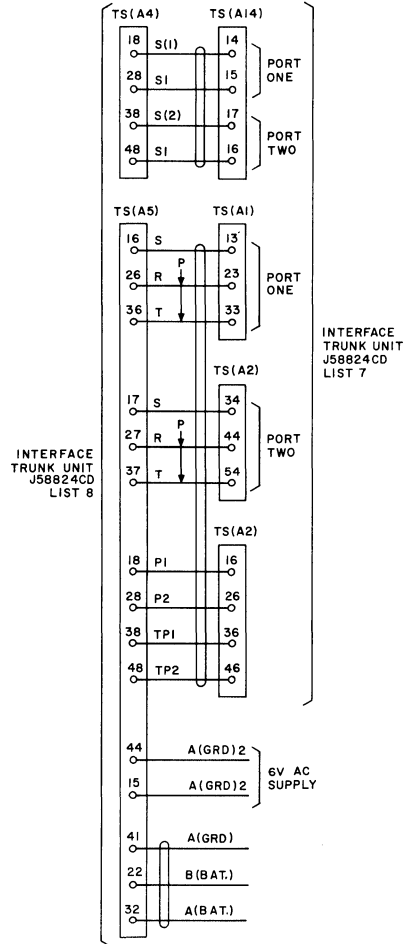 TS(A4) TS(A14)
18 S(1) 14
28 S1 15
PORT
ONE
38 S(2) 17
48 S1 16
PORT
TWO
TS(A5) TS(A1)
16 S 13
P
26 R 23
36 T 33
PORT
ONE
INTERFACE
TRUNK UNIT
J58824CD
LIST 7
TS(A2)
17 S 34
P
27 R 44
37 T 54
PORT
TWO
INTERFACE
TRUNK UNIT
J58824CD
LIST 8
TS(A2)
18 P1 16
28 P2 26
38 TP1 36
48 TP2 46
44 A(GRD)2
15 A(GRD)2
6V AC
SUPPLY
41 A(GRD)
22 B(BAT.)
32 A(BAT.)